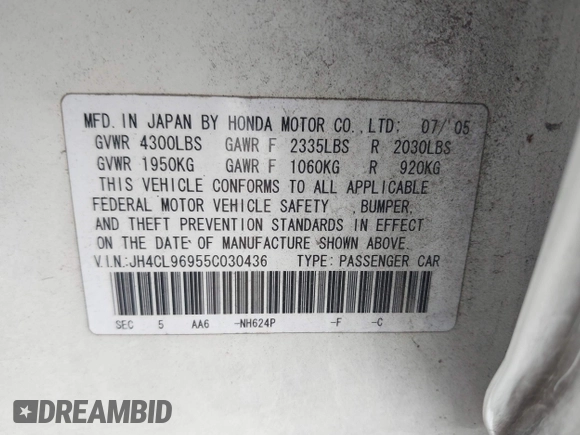 MFD. IN JAPAN BY HONDA MOTOR CO., LTD: 07/'05
GVWR 4300LBS GAWR F 2335LBS R 2030LBS
GVWR 1950KG GAWR F 1060KG R 920KG
THIS VEHICLE CONFORMS TO ALL APPLICABLE
FEDERAL MOTOR VEHICLE SAFETY ,BUMPER,
AND THEFT PREVENTION STANDARDS IN EFFECT
ON THE DATE OF MANUFACTURE SHOWN ABOVE.
V.I.N.:JH4CL96955C030436 TYPE: PASSENGER CAR
SEC 5 AA6 -NH624P -F -C
DREAMBID